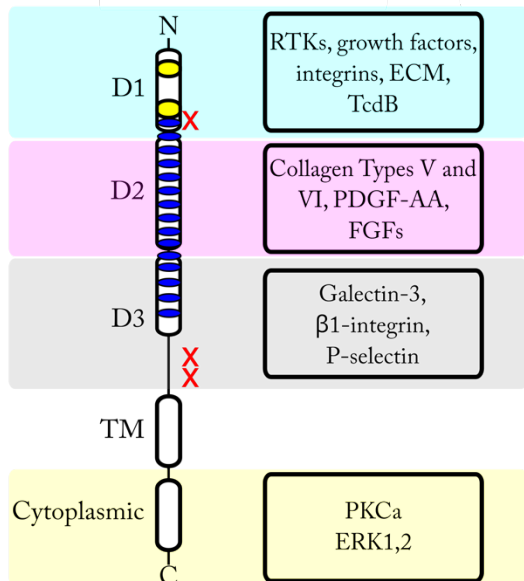 N
D1
RTKs, growth factors,
integrins, ECM,
TcdB
X
D2
Collagen Types V and
VI, PDGF-AA,
FGFs
D3
Galectin-3,
β1-integrin,
P-selectin
X
X
TM
Cytoplasmic
PKCa
ERK1,2
C